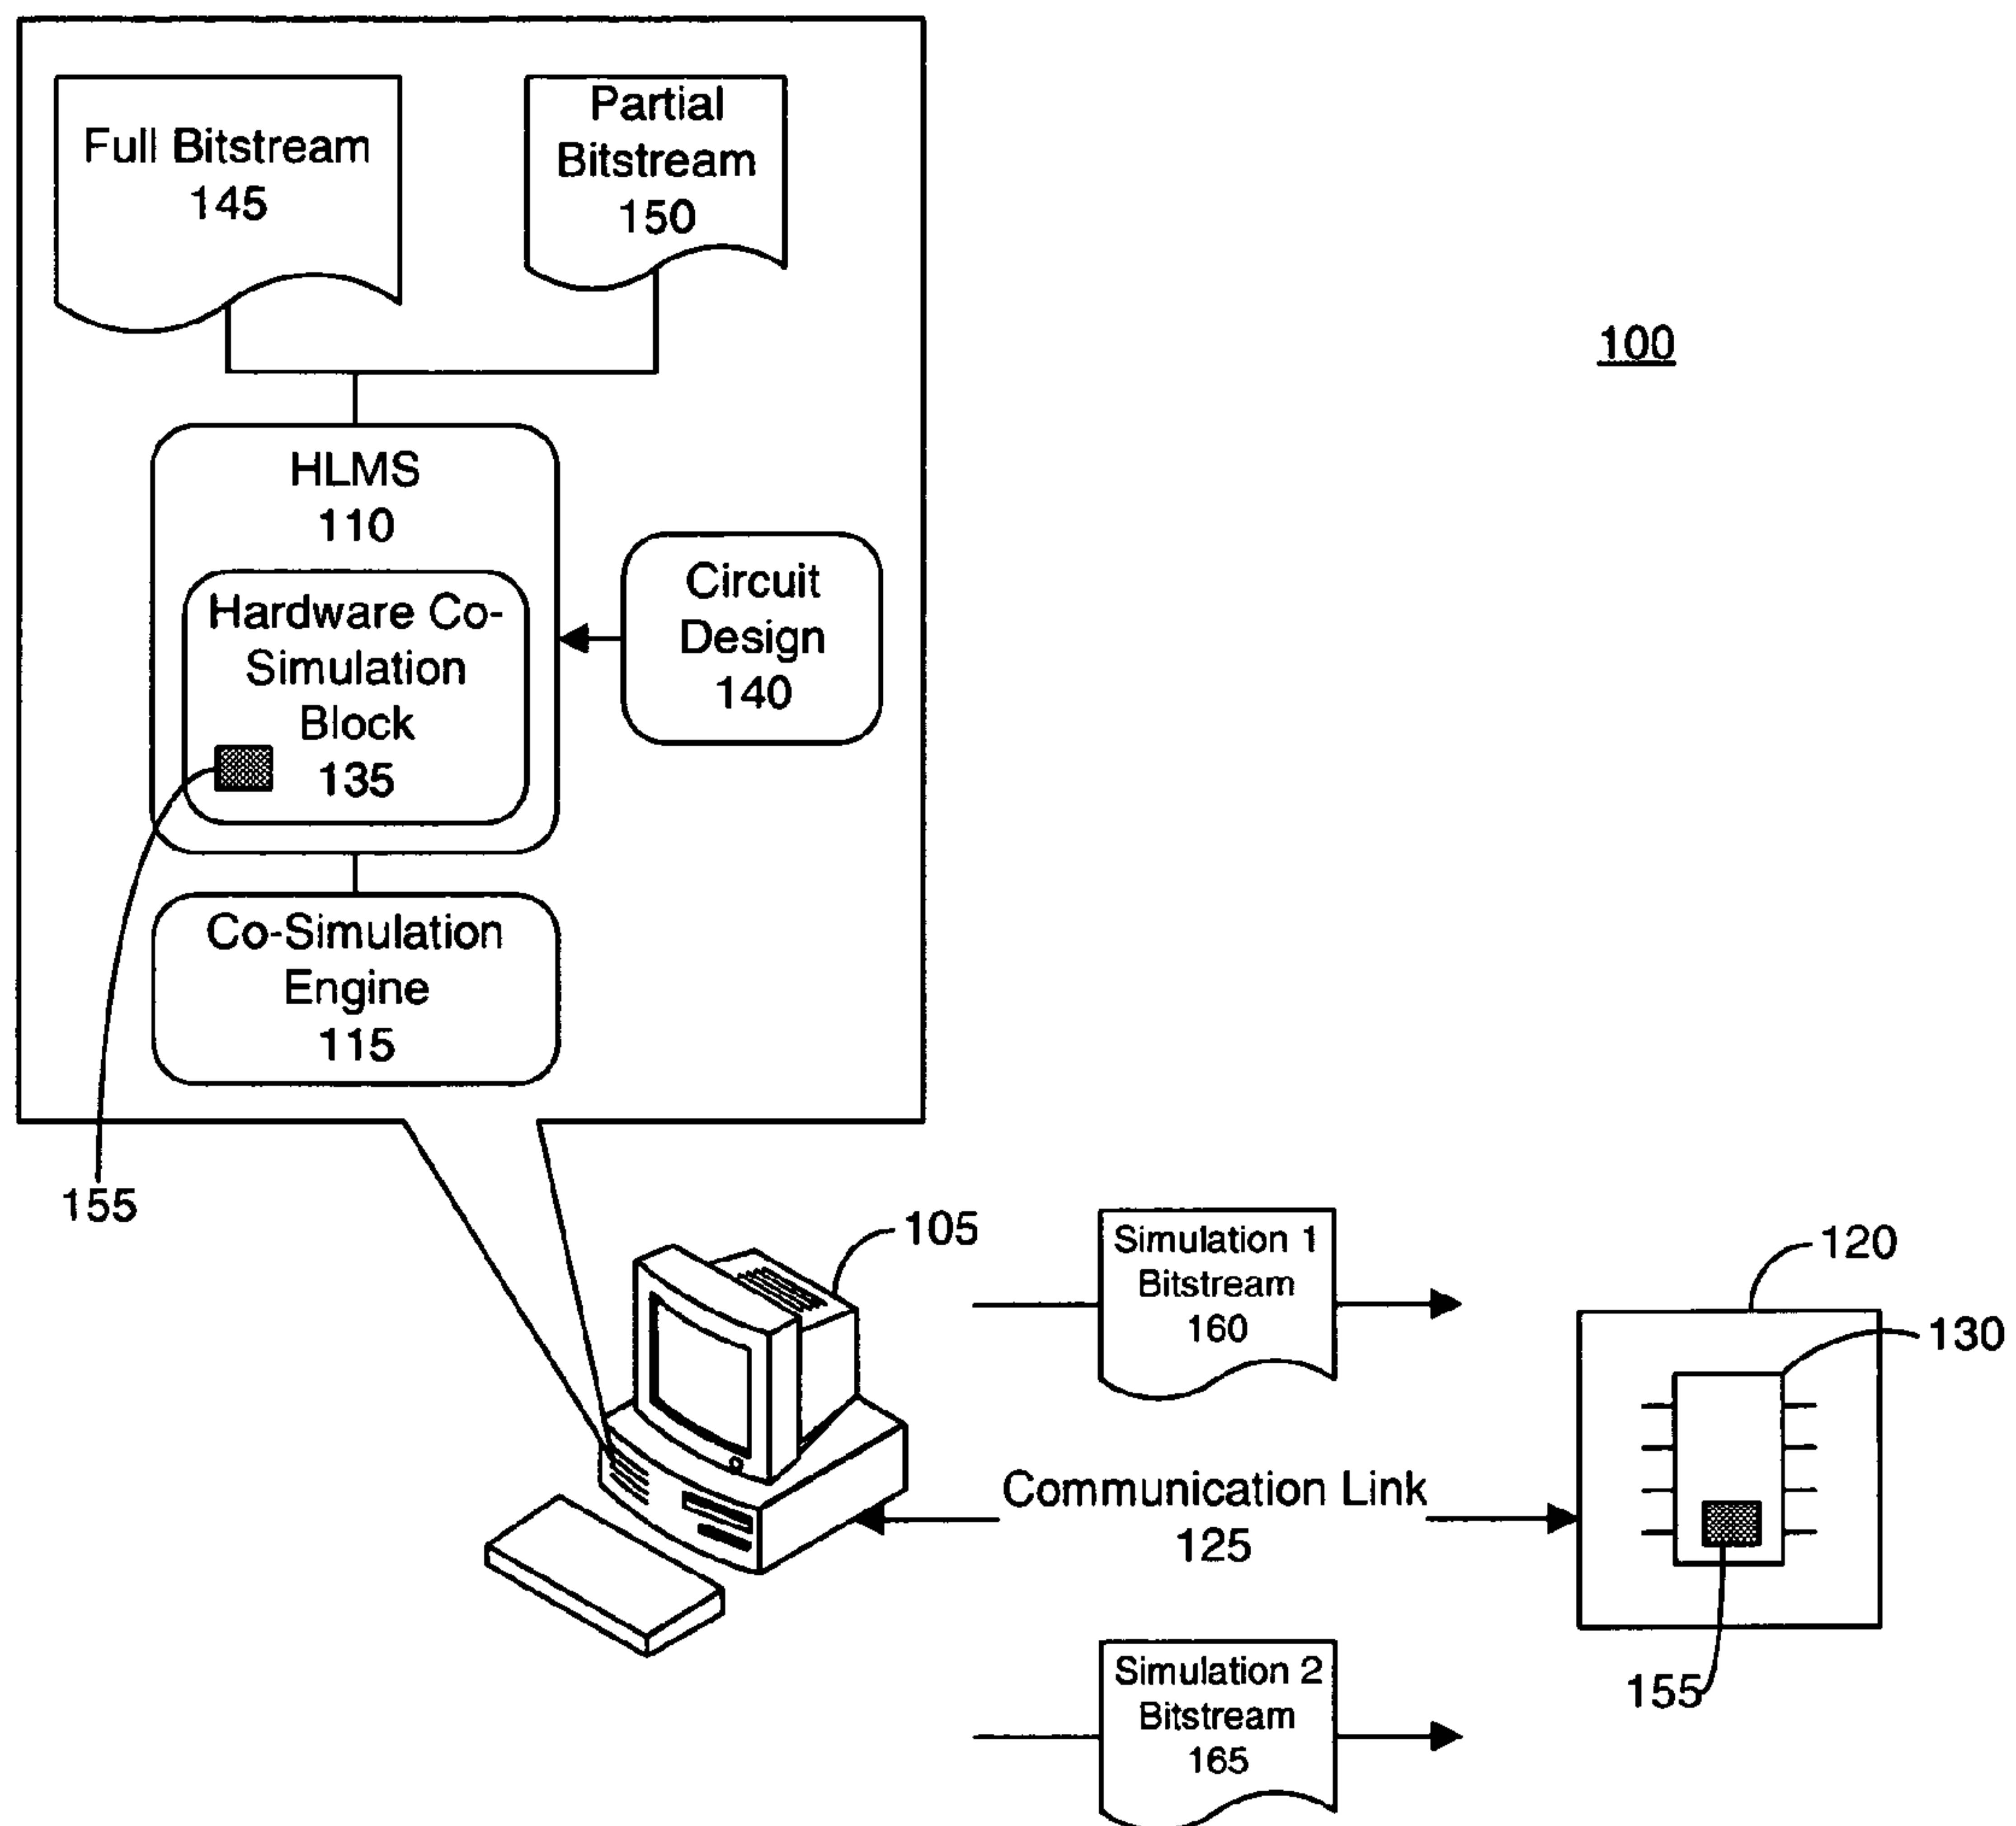 Full Bitstream
145
Partial
Bitstream
150
100
HLMS
110
Hardware Co-
Simulation
Block
135
Circuit
Design
140
Co-Simulation
Engine
115
155
105
Simulation 1
Bitstream
160
120
130
Communication Link
125
155
Simulation 2
Bitstream
165